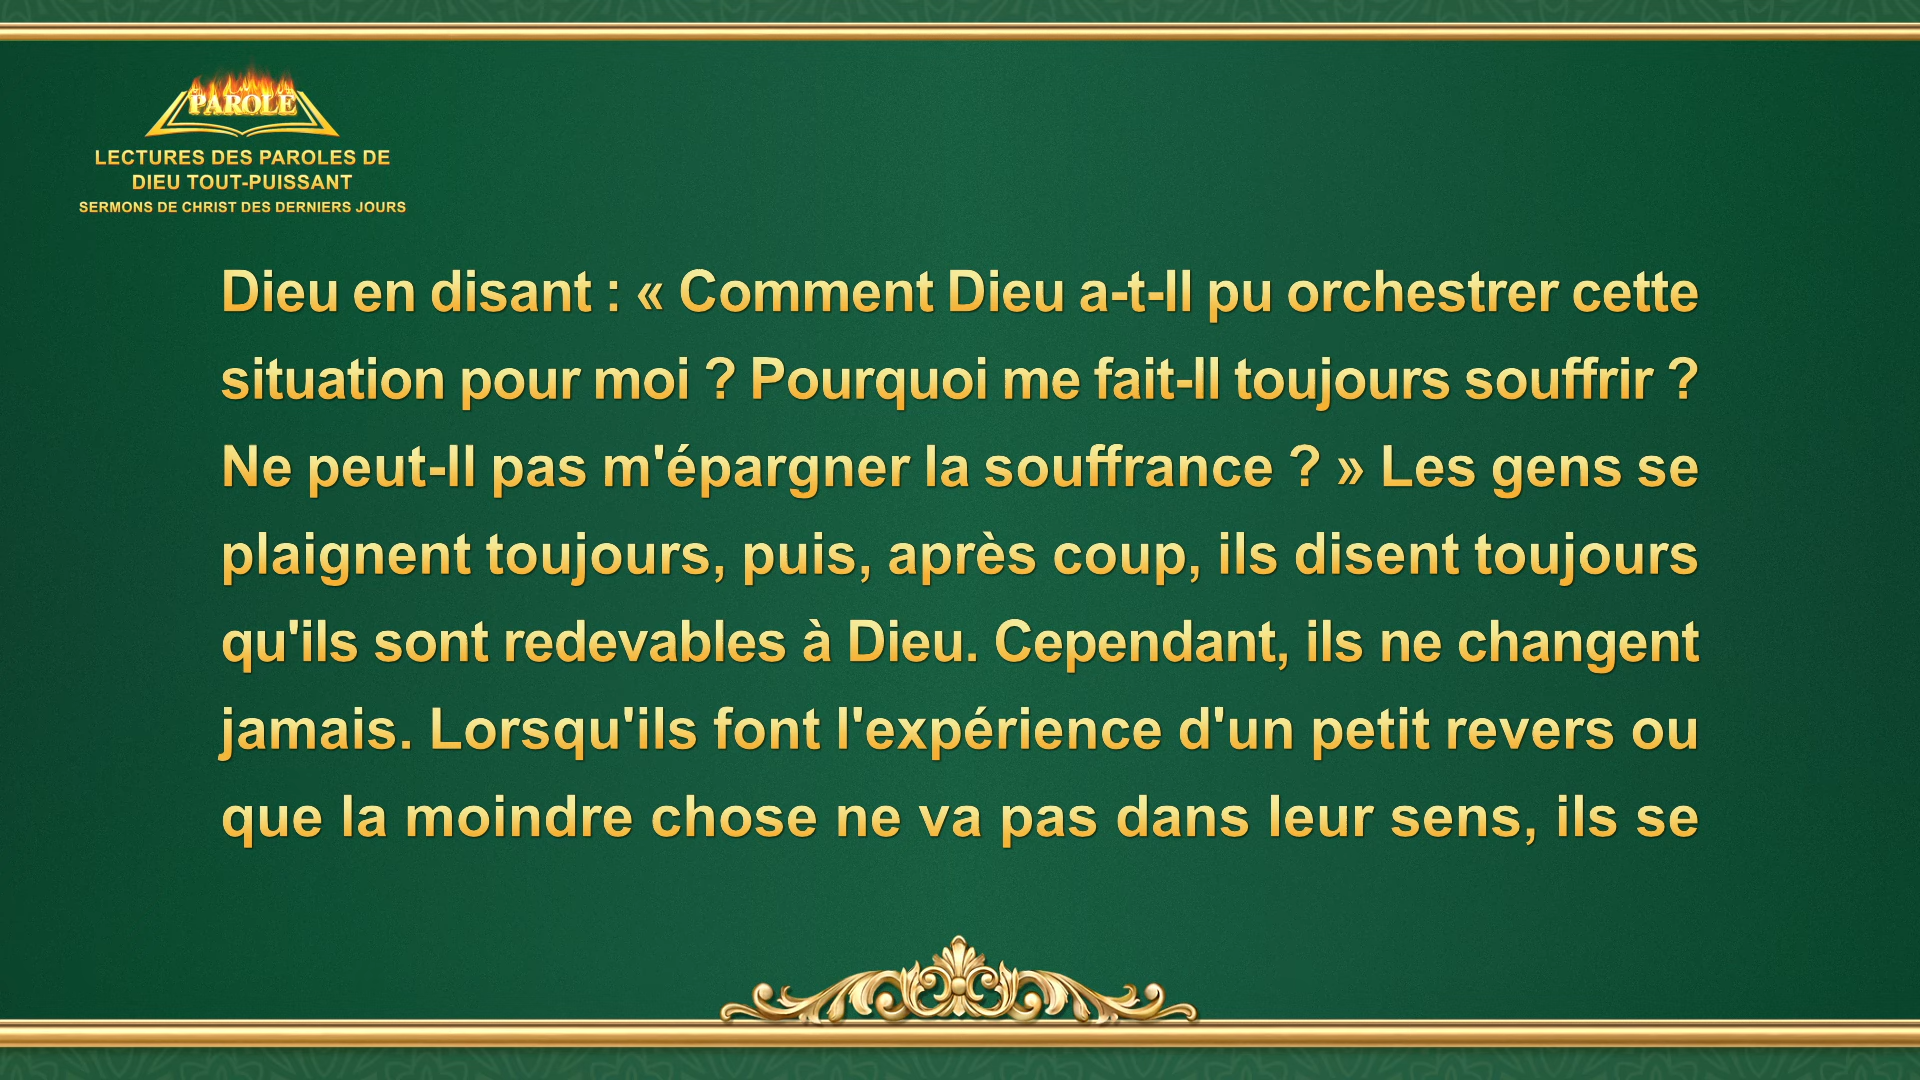 PAROLE
LECTURES DES PAROLES DE
DIEU TOUT-PUISSANT
SERMONS DE CHRIST DES DERNIERS JOURS
Dieu en disant : « Comment Dieu a-t-Il pu orchestrer cette
situation pour moi ? Pourquoi me fait-Il toujours souffrir ?
Ne peut-Il pas m'épargner la souffrance ? » Les gens se
plaignent toujours, puis, après coup, ils disent toujours
qu'ils sont redevables à Dieu. Cependant, ils ne changent
jamais. Lorsqu'ils font l'expérience d'un petit revers ou
que la moindre chose ne va pas dans leur sens, ils se